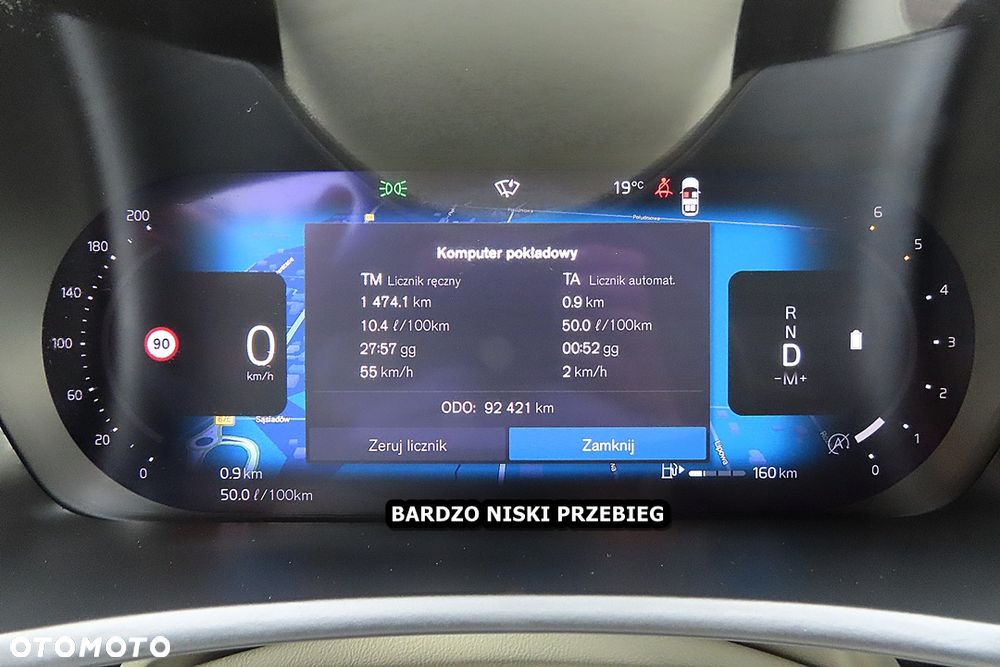 19°C
Południowa
200
180
140
100
60
20
0
90
0
km/h
Komputer pokładowy
TM Licznik ręczny
1 474.1 km
10.4 ℓ/100km
27:57 gg
55 km/h
TA Licznik automat.
0.9 km
50.0 ℓ/100km
00:52 gg
2 km/h
ODO: 92 421 km
Zeruj licznik
Zamknij
R
N
D
-M+
6
5
4
3
2
1
0
A
Sąsiadów
Lipowa
0.9 km
50.0 ℓ/100km
160 km
BARDZO NISKI PRZEBIEG
OTOMOTO